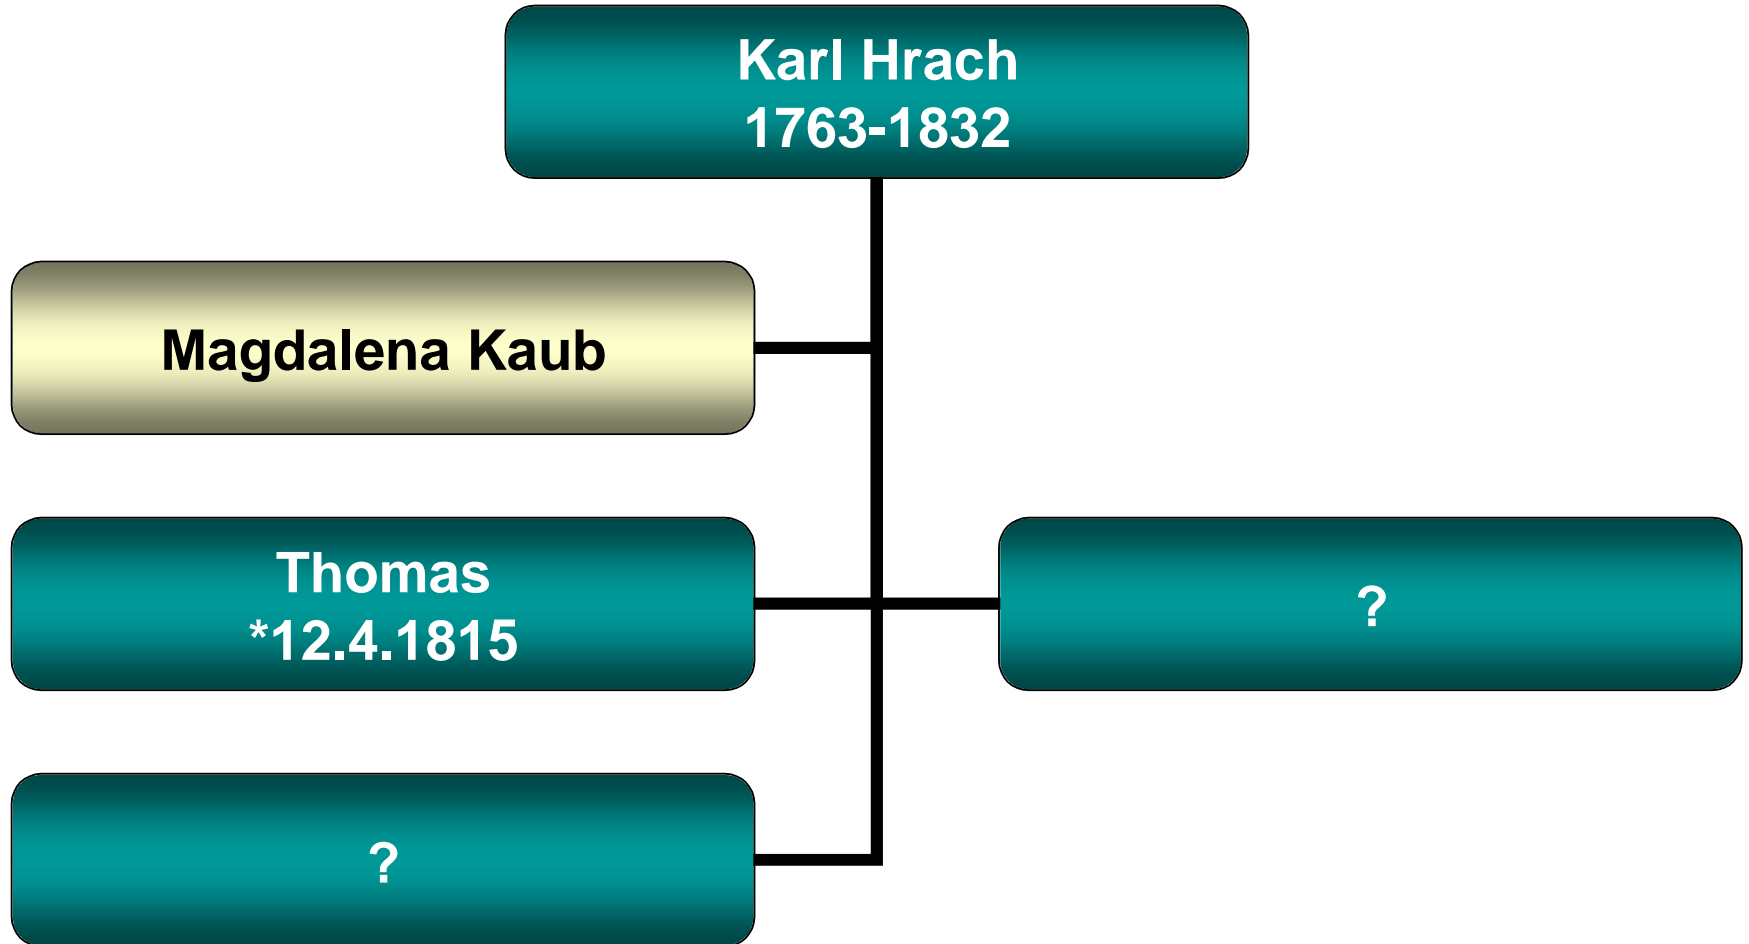 Karl Hrach
1763-1832
Magdalena Kaub
Thomas
*12.4.1815
?
?